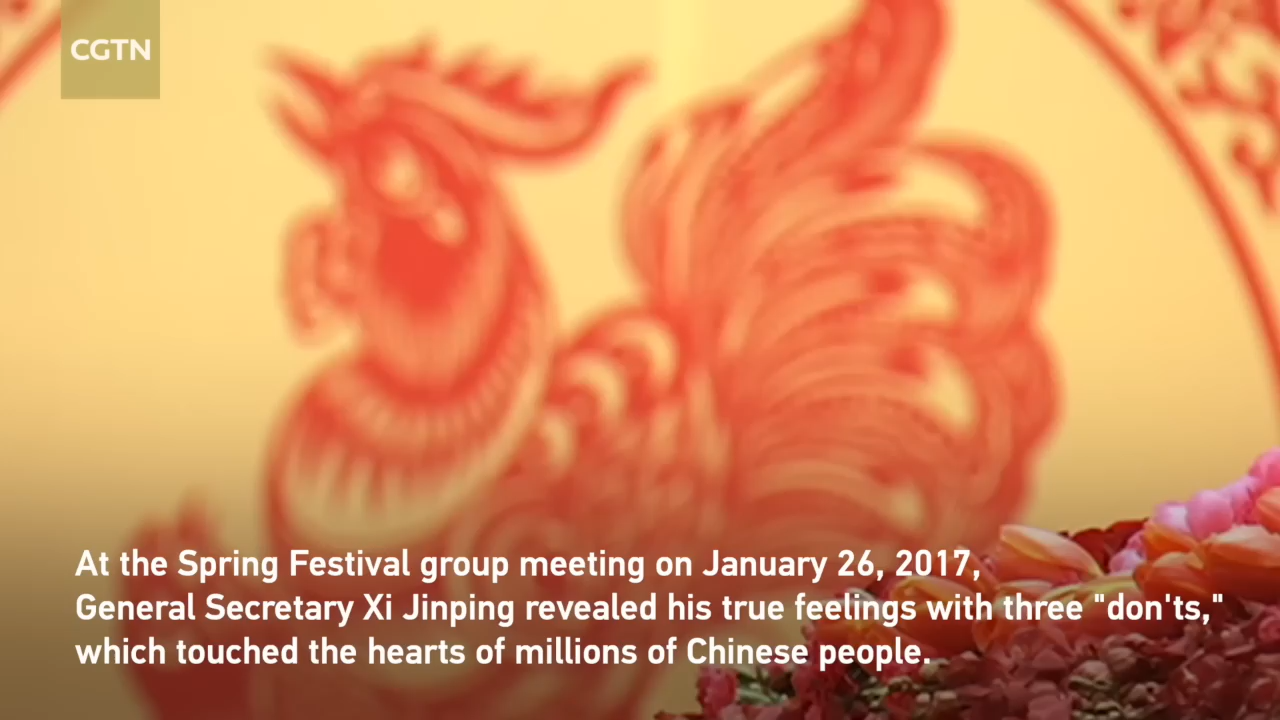 CGTN
At the Spring Festival group meeting on January 26, 2017,
General Secretary Xi Jinping revealed his true feelings with three "don'ts,"
which touched the hearts of millions of Chinese people.